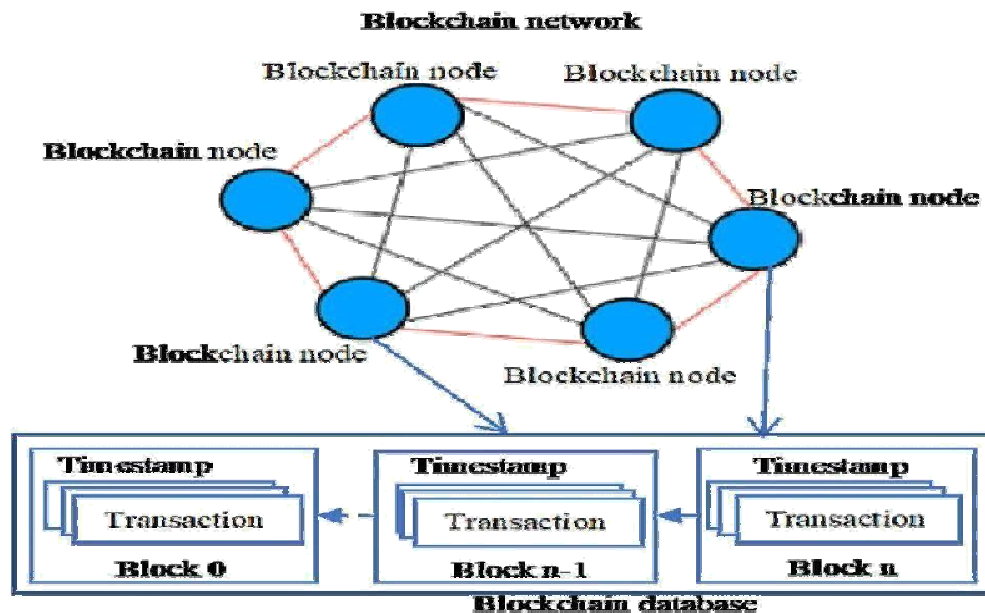 Blockchain network
Blockchain node
Blockchain node
Blockchain node
Blockchain node
Blockchain node
Blockchain node
Timestamp
Timestamp
Timestamp
Transaction
Transaction
Transaction
Block 0
Block n-1
Block n
Blockchain database